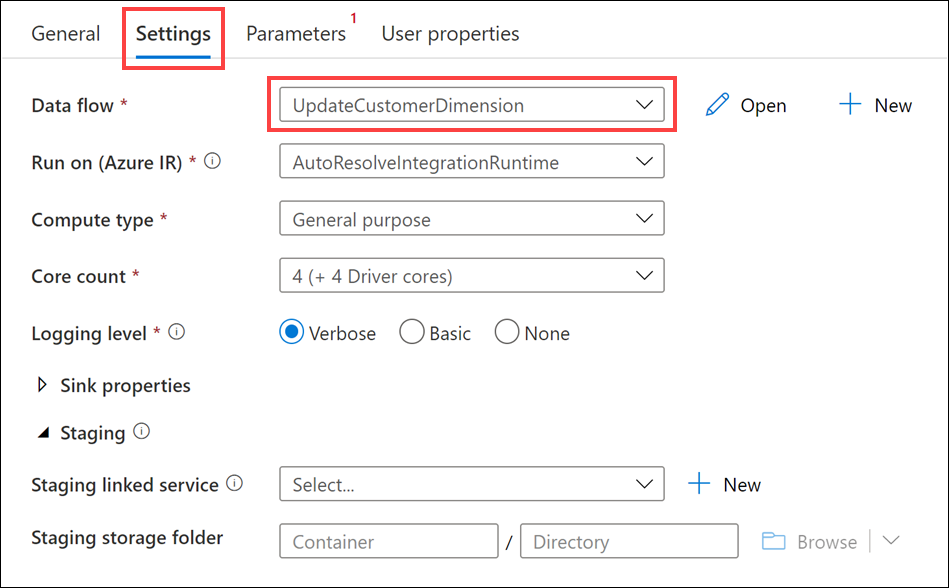 General Settings Parameters 1 User properties
Data flow * UpdateCustomerDimension Open + New
Run on (Azure IR) * AutoResolveIntegrationRuntime
Compute type * General purpose
Core count * 4 (+ 4 Driver cores)
Logging level * Verbose Basic None
Sink properties
Staging
Staging linked service Select... + New
Staging storage folder Container / Directory Browse